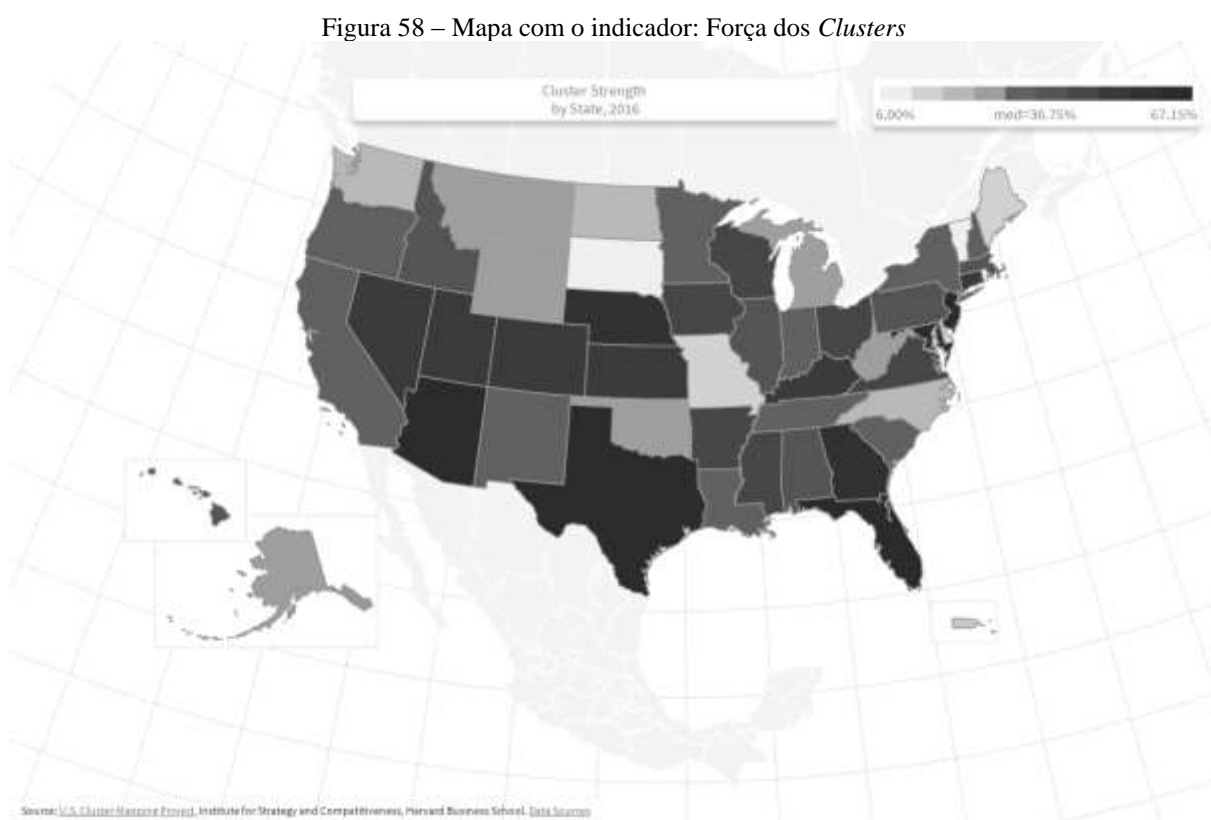 Figura 58 – Mapa com o indicador: Força dos Clusters
Cluster Strength
by State, 2016
6.00% med=36.75% 67.15%
Source: U.S. Cluster Mapping Project, Institute for Strategy and Competitiveness, Harvard Business School. Data Sources